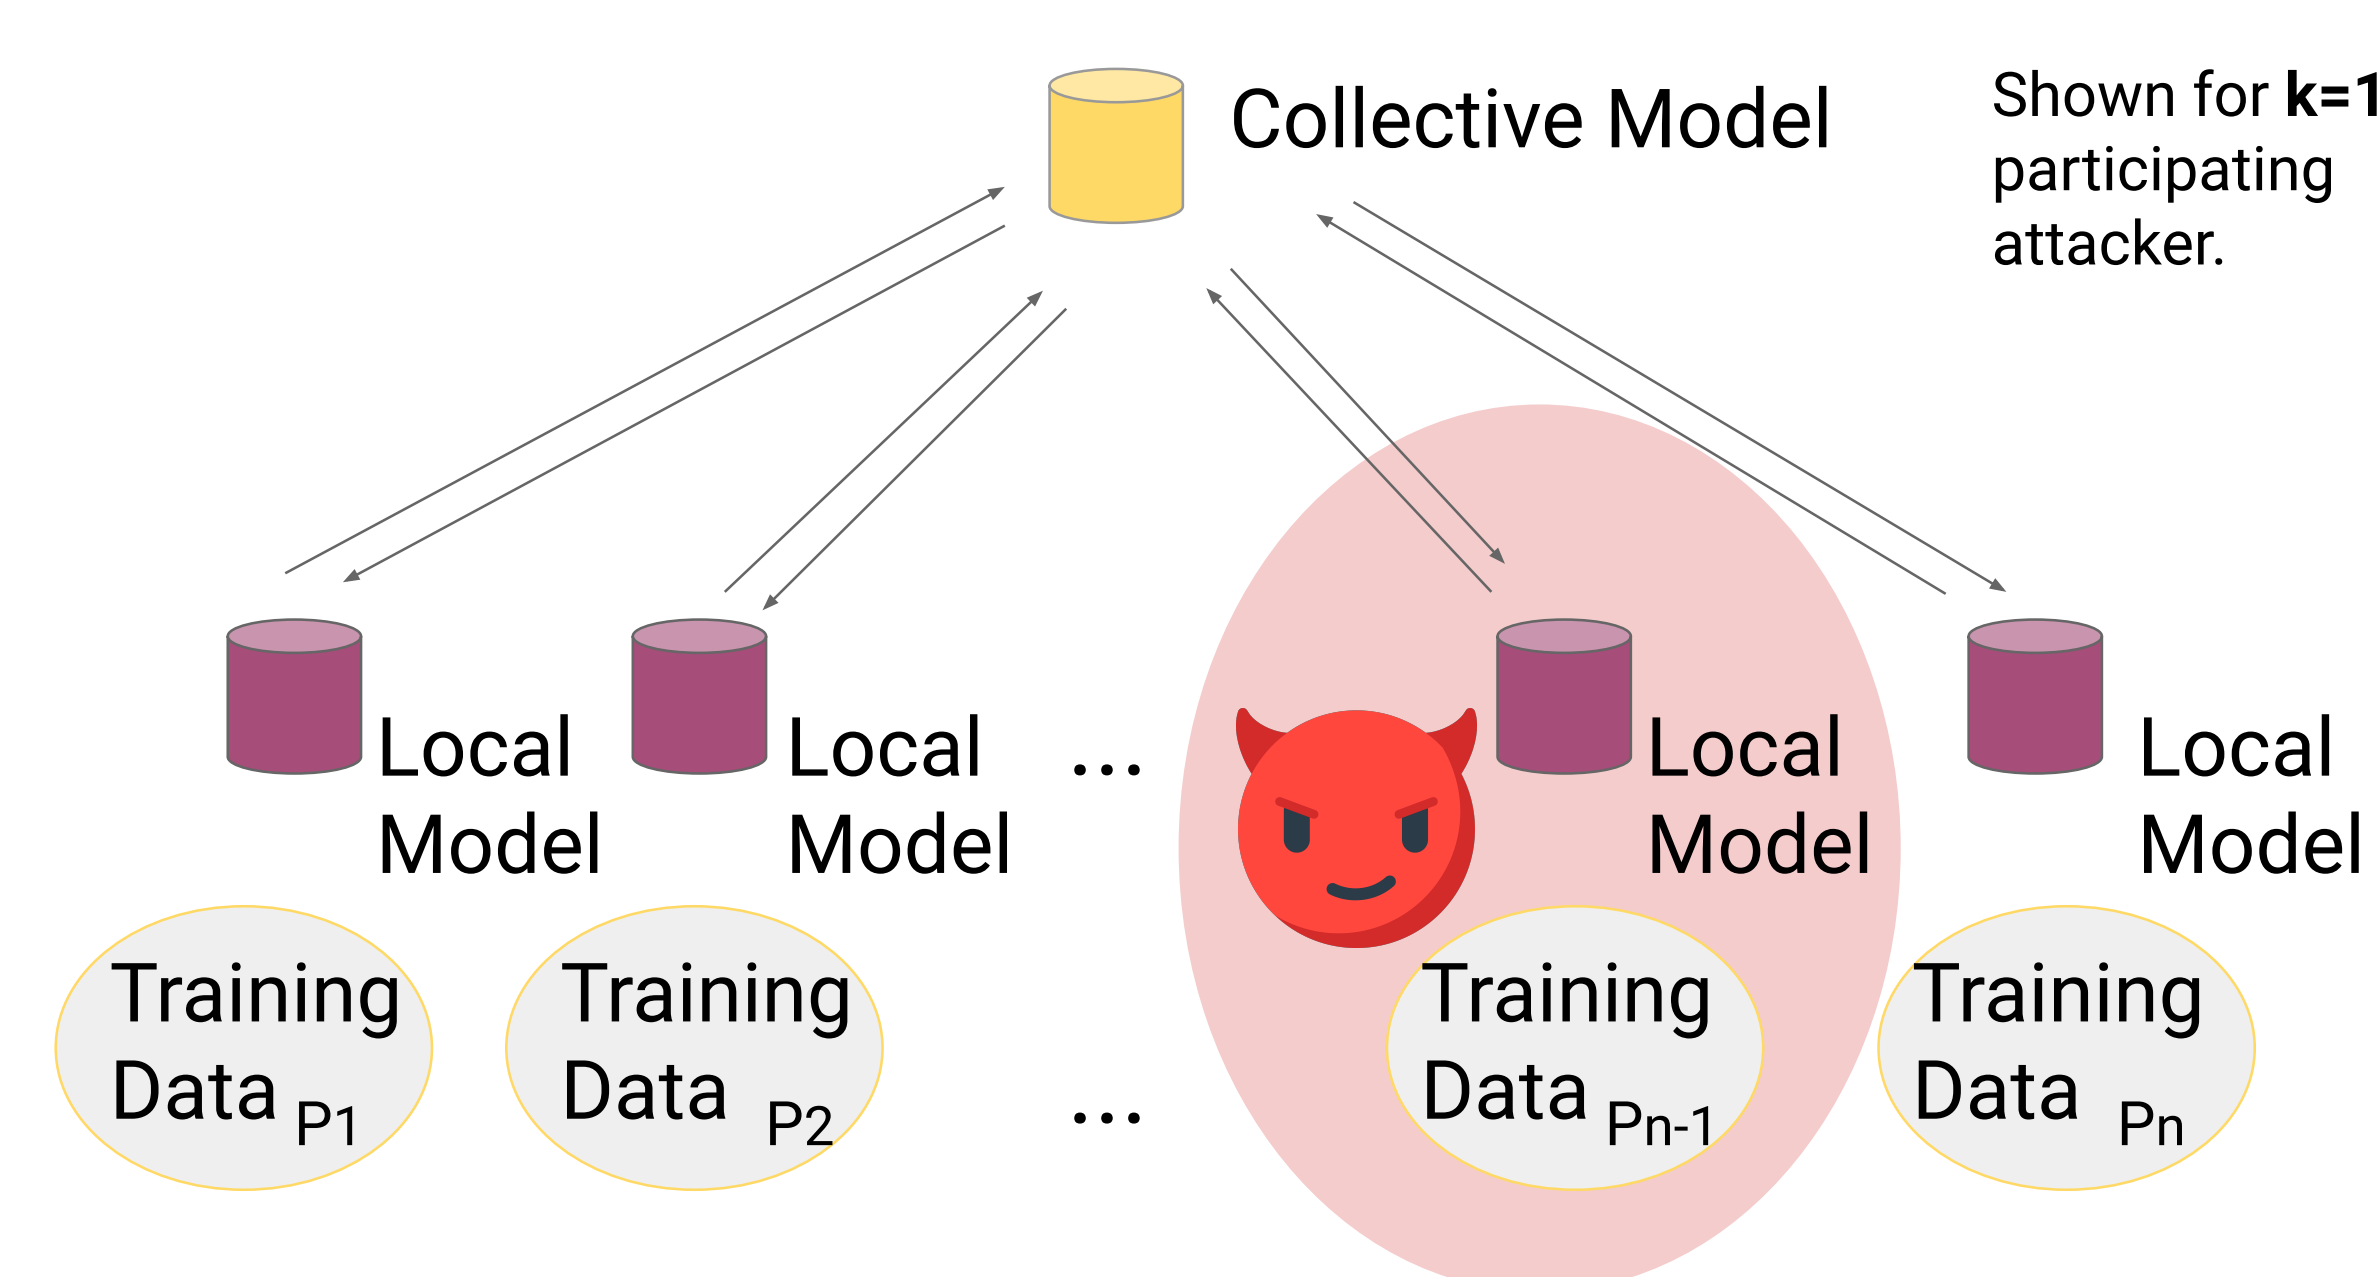 Collective Model
Shown for k=1
participating
attacker.
Local
Model
Local
Model
...
Local
Model
Local
Model
Training
Data P1
Training
Data P2
...
Training
Data Pn-1
Training
Data Pn